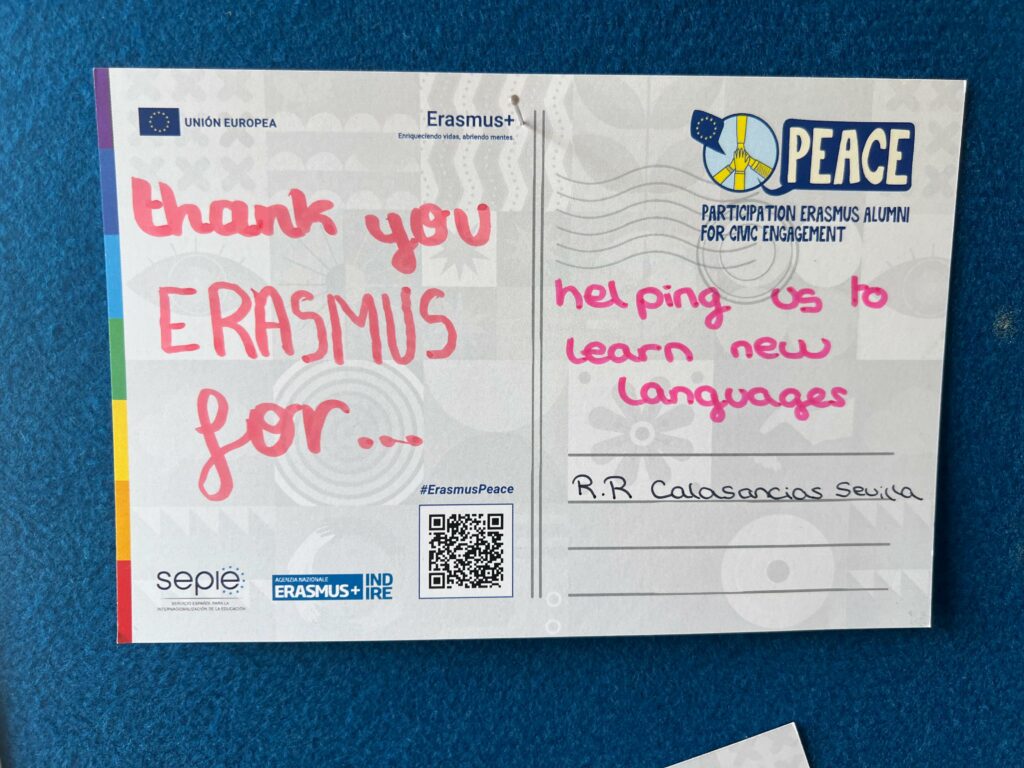 UNIÓN EUROPEA
Erasmus+
Enriqueciendo vidas, abriendo mentes.
thank you
ERASMUS
for...
#ErasmusPeace
sepie
SERVICIO ESPAÑOL PARA LA
INTERNACIONALIZACIÓN DE LA EDUCACIÓN
AGENZIA NAZIONALE
ERASMUS+
IND
IRE
PEACE
PARTICIPATION ERASMUS ALUMNI
FOR CIVIC ENGAGEMENT
helping us to
learn new
languages
R.R Calasancias Sevilla